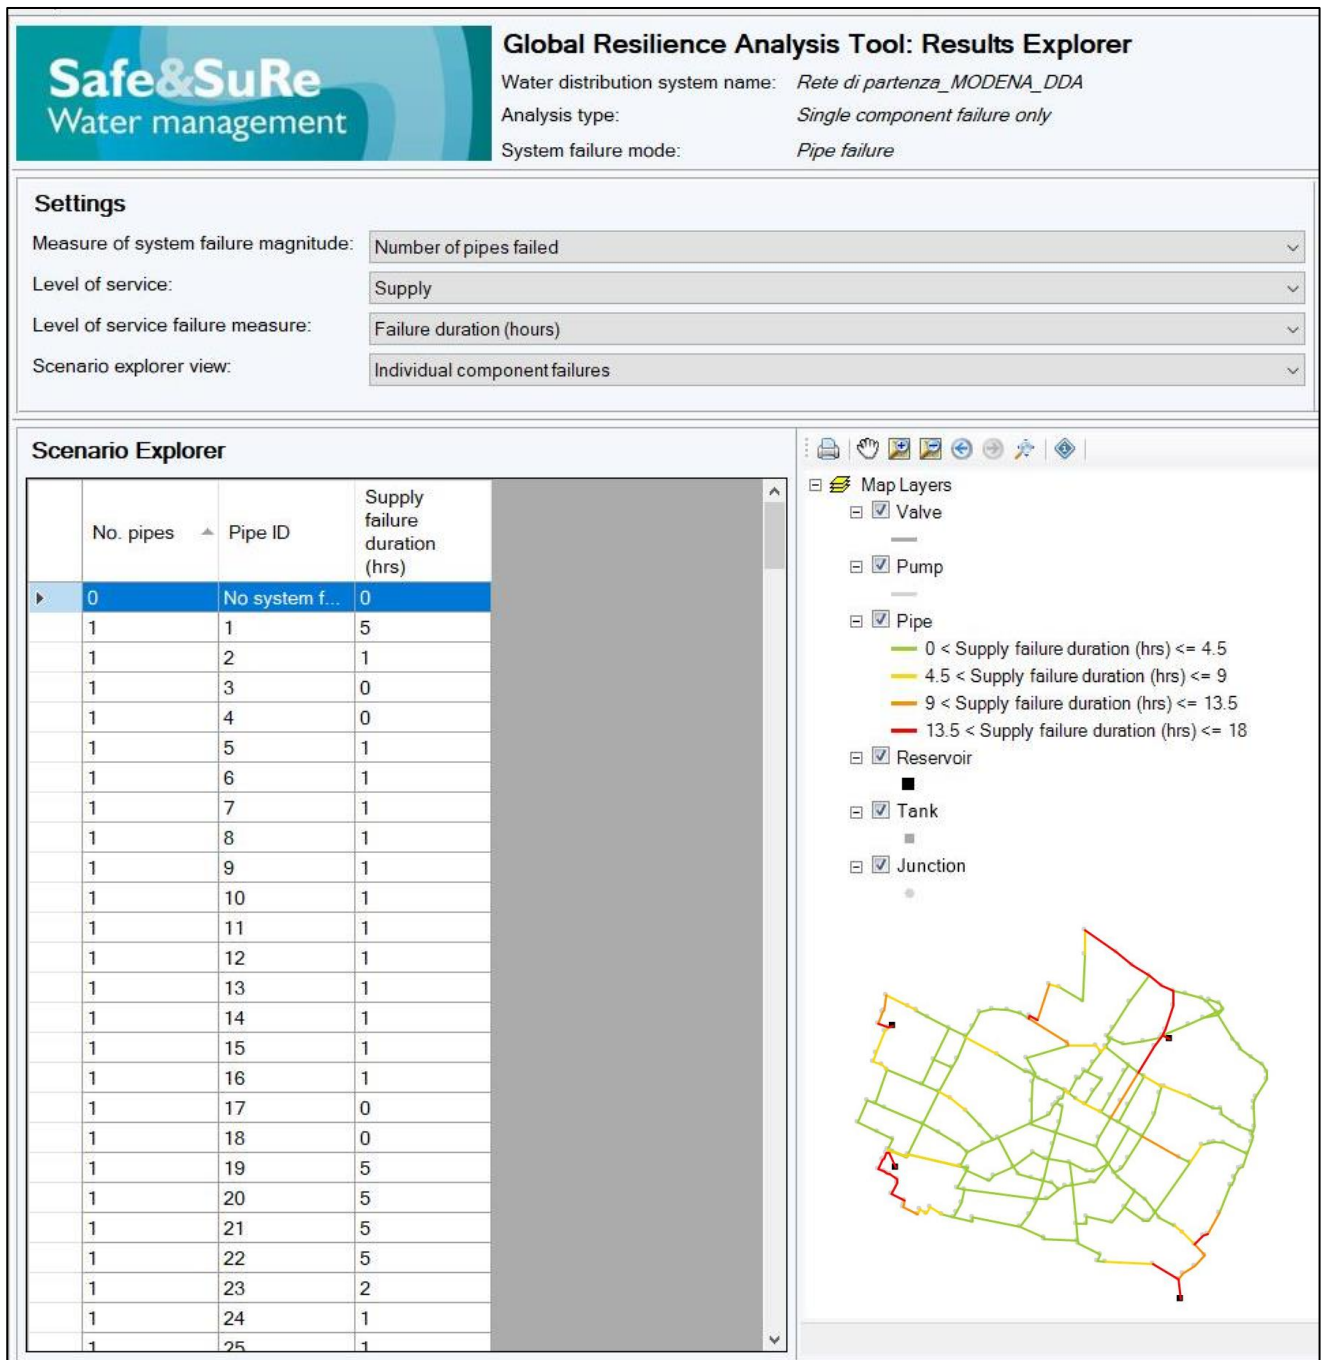 Safe&SuRe
Water management
Global Resilience Analysis Tool: Results Explorer
Water distribution system name: Rete di partenza_MODENA_DDA
Analysis type: Single component failure only
System failure mode: Pipe failure
Settings
Measure of system failure magnitude: Number of pipes failed
Level of service: Supply
Level of service failure measure: Failure duration (hours)
Scenario explorer view: Individual component failures
Scenario Explorer
No. pipes Pipe ID Supply failure duration (hrs)
0 No system f... 0
1 1 5
1 2 1
1 3 0
1 4 0
1 5 1
1 6 1
1 7 1
1 8 1
1 9 1
1 10 1
1 11 1
1 12 1
1 13 1
1 14 1
1 15 1
1 16 1
1 17 0
1 18 0
1 19 5
1 20 5
1 21 5
1 22 5
1 23 2
1 24 1
1 25 1
Map Layers
Valve
Pump
Pipe
0 < Supply failure duration (hrs) <= 4.5
4.5 < Supply failure duration (hrs) <= 9
9 < Supply failure duration (hrs) <= 13.5
13.5 < Supply failure duration (hrs) <= 18
Reservoir
Tank
Junction